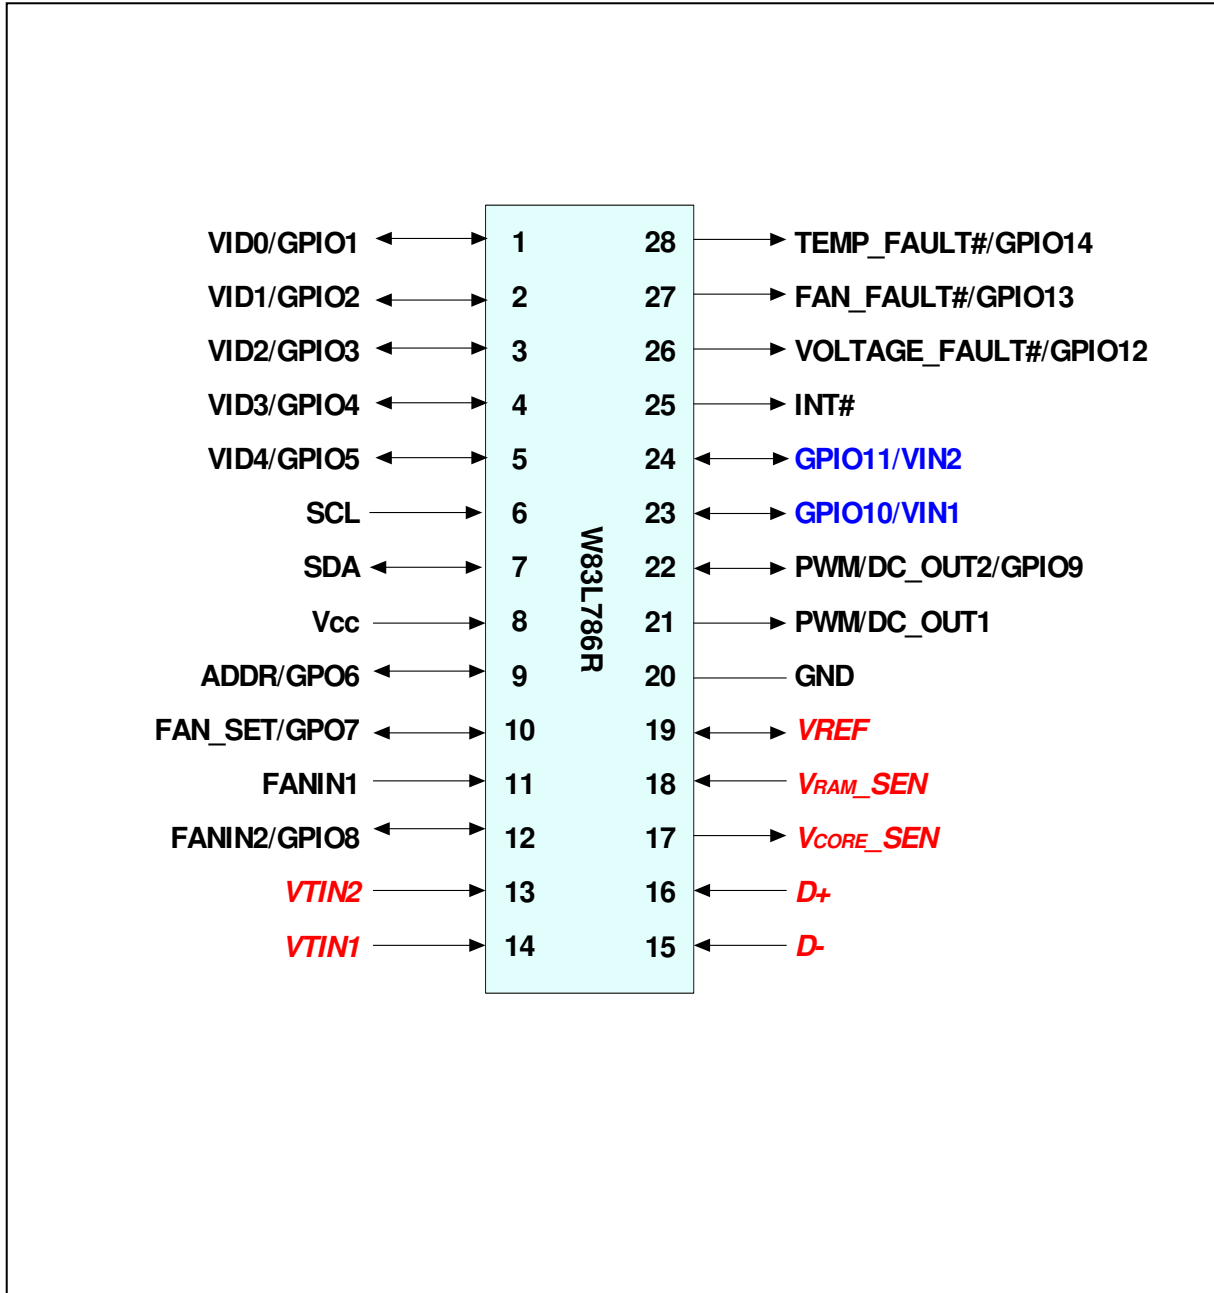 VID0/GPIO1 1 28 TEMP_FAULT#/GPIO14
VID1/GPIO2 2 27 FAN_FAULT#/GPIO13
VID2/GPIO3 3 26 VOLTAGE_FAULT#/GPIO12
VID3/GPIO4 4 25 INT#
VID4/GPIO5 5 24 GPIO11/VIN2
SCL 6 23 GPIO10/VIN1
SDA 7 22 PWM/DC_OUT2/GPIO9
Vcc 8 21 PWM/DC_OUT1
ADDR/GPO6 9 20 GND
FAN_SET/GPO7 10 19 VREF
FANIN1 11 18 VRAM_SEN
FANIN2/GPIO8 12 17 VCORE_SEN
VTIN2 13 16 D+
VTIN1 14 15 D-
W83L786R